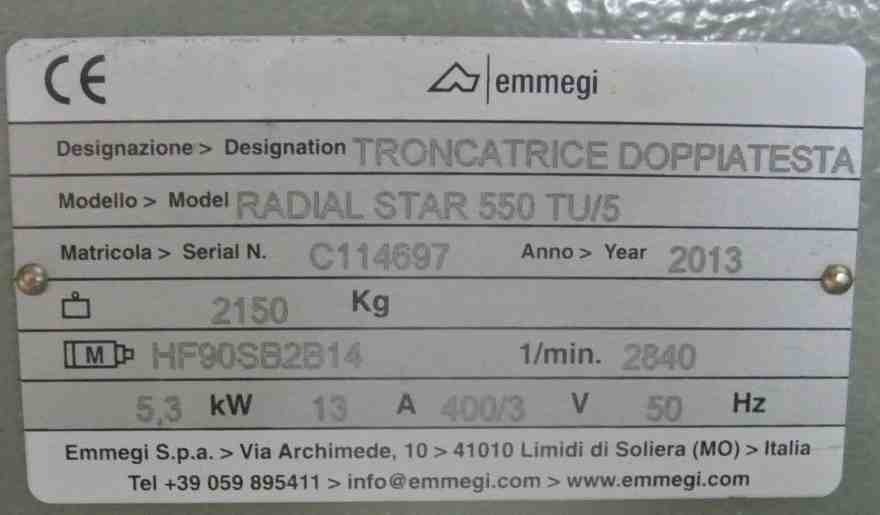 CE emmegi
Designazione > Designation TRONCATRICE DOPPIATESTA
Modello > Model RADIAL STAR 550 TU/5
Matricola > Serial N. C114697 Anno > Year 2013
2150 Kg
M HF90SB2B14 1/min. 2840
5,3 kW 13 A 400/3 V 50 Hz
Emmegi S.p.a. > Via Archimede, 10 > 41010 Limidi di Soliera (MO) > Italia
Tel +39 059 895411 > info@emmegi.com > www.emmegi.com